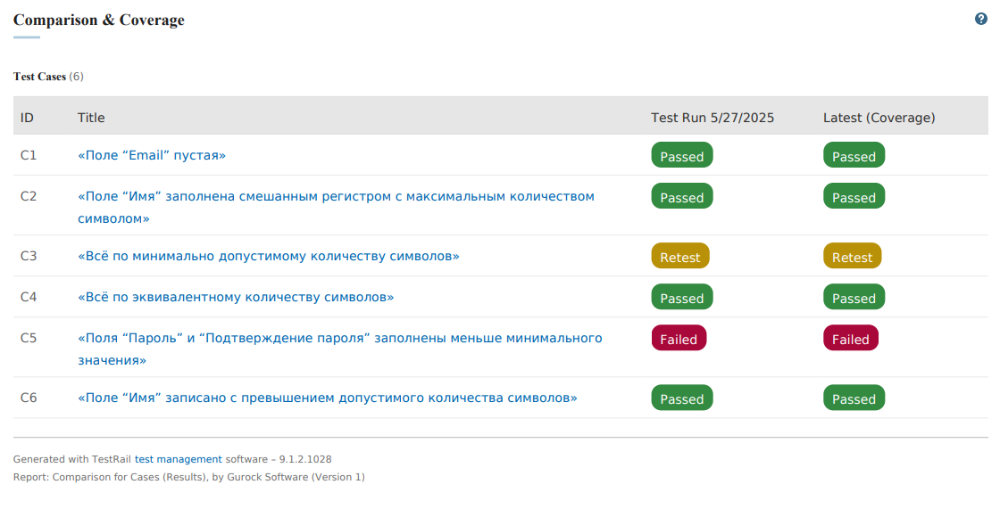 Comparison & Coverage
?
Test Cases (6)
ID Title Test Run 5/27/2025 Latest (Coverage)
C1 «Поле “Email” пустая» Passed Passed
C2 «Поле “Имя” заполнена смешанным регистром с максимальным количеством Passed Passed
символом»
C3 «Всё по минимально допустимому количеству символов» Retest Retest
C4 «Всё по эквивалентному количеству символов» Passed Passed
C5 «Поля “Пароль” и “Подтверждение пароля” заполнены меньше минимального Failed Failed
значения»
C6 «Поле “Имя” записано с превышением допустимого количества символов» Passed Passed
Generated with TestRail test management software – 9.1.2.1028
Report: Comparison for Cases (Results), by Gurock Software (Version 1)